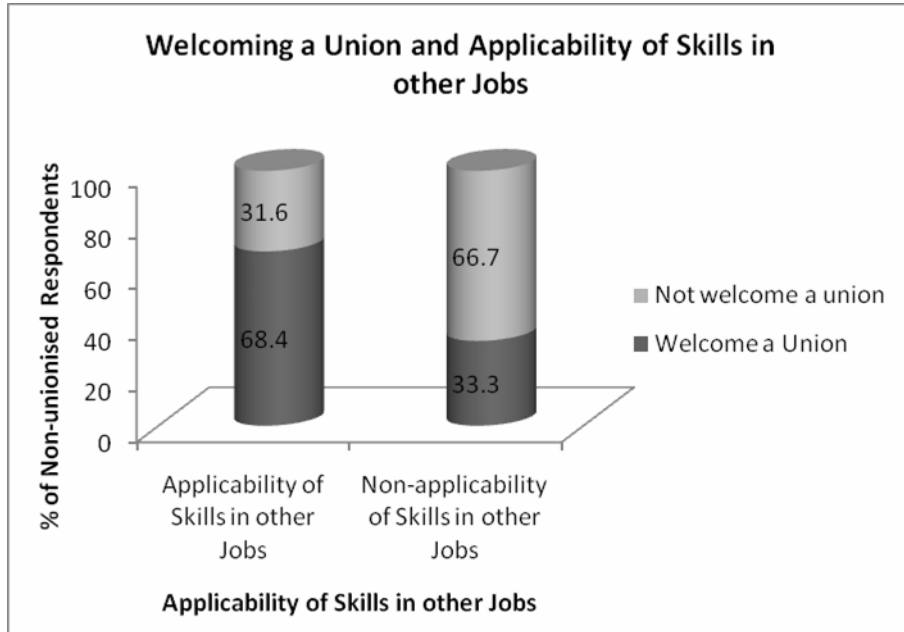 Welcoming a Union and Applicability of Skills in
other Jobs
% of Non-unionised Respondents
100
80
60
40
20
0
31.6
68.4
66.7
33.3
Not welcome a union
Welcome a Union
Applicability of
Skills in other
Jobs
Non-applicability
of Skills in other
Jobs
Applicability of Skills in other Jobs